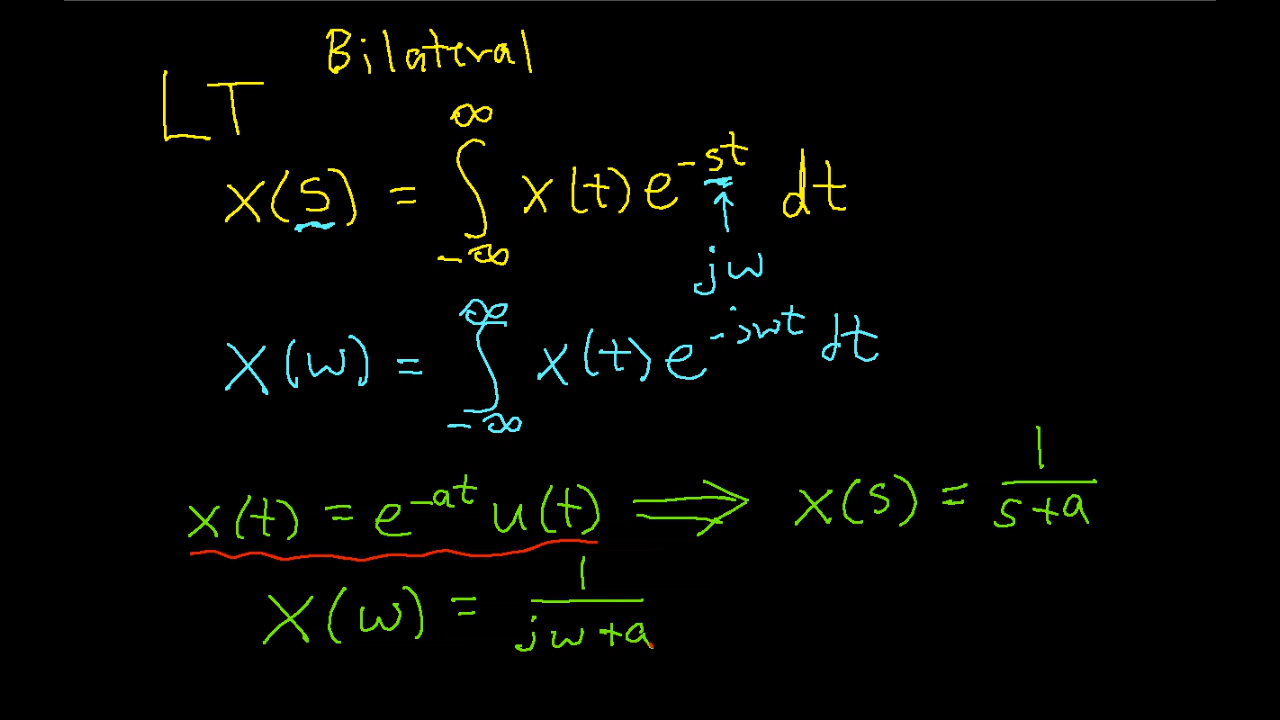 Bilateral
LT
X(s) = ∫_{-∞}^{∞} x(t) e^{-st} dt
↑
jw
X(w) = ∫_{-∞}^{∞} x(t) e^{-jwt} dt
x(t) = e^{-at} u(t) ⟹ X(s) = 1/(s+a)
X(w) = 1/(jw+a)